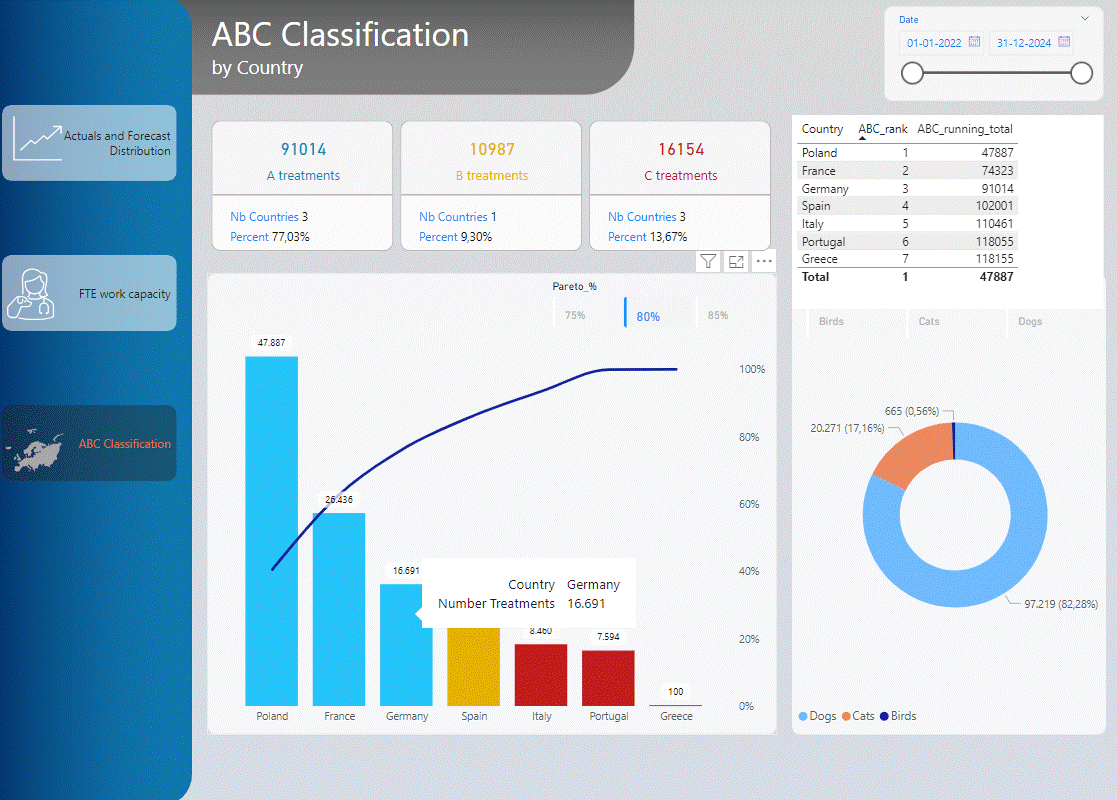 ABC Classification
by Country
Date
01-01-2022 31-12-2024
Actuals and Forecast
Distribution
FTE work capacity
ABC Classification
91014
A treatments
Nb Countries 3
Percent 77,03%
10987
B treatments
Nb Countries 1
Percent 9,30%
16154
C treatments
Nb Countries 3
Percent 13,67%
Country ABC_rank ABC_running_total
Poland 1 47887
France 2 74323
Germany 3 91014
Spain 4 102001
Italy 5 110461
Portugal 6 118055
Greece 7 118155
Total 1 47887
Pareto_%
75% 80% 85%
47.887
26.436
16.691
8.460
7.594
100
Country Germany
Number Treatments 16.691
100%
80%
60%
40%
20%
0%
Poland France Germany Spain Italy Portugal Greece
Birds Cats Dogs
665 (0,56%)
20.271 (17,16%)
97.219 (82,28%)
Dogs Cats Birds